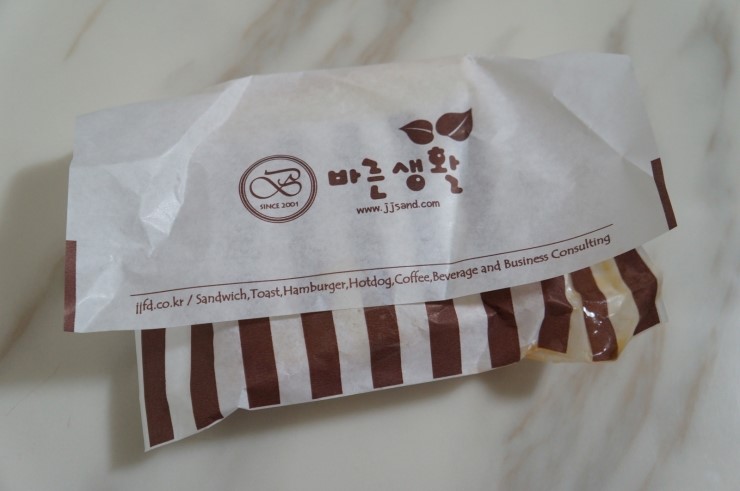 바른생활
SINCE 2001
www.jjsand.com
jjfd.co.kr / Sandwich,Toast,Hamburger,Hotdog,Coffee,Beverage and Business Consulting